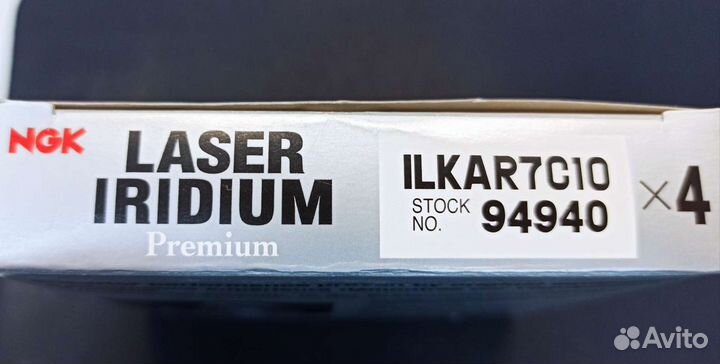 NGK
LASER
IRIDIUM
Premium
ILKAR7C10
STOCK
NO. 94940
×4
Avito